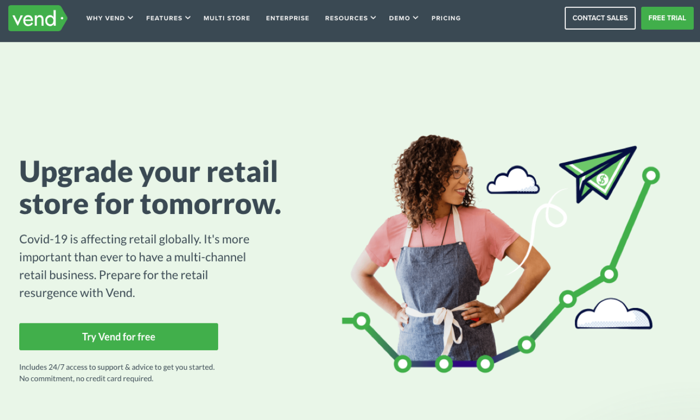 vend
WHY VEND FEATURES MULTI STORE ENTERPRISE RESOURCES DEMO PRICING CONTACT SALES FREE TRIAL
Upgrade your retail
store for tomorrow.
Covid-19 is affecting retail globally. It's more
important than ever to have a multi-channel
retail business. Prepare for the retail
resurgence with Vend.
Try Vend for free
Includes 24/7 access to support & advice to get you started.
No commitment, no credit card required.
$